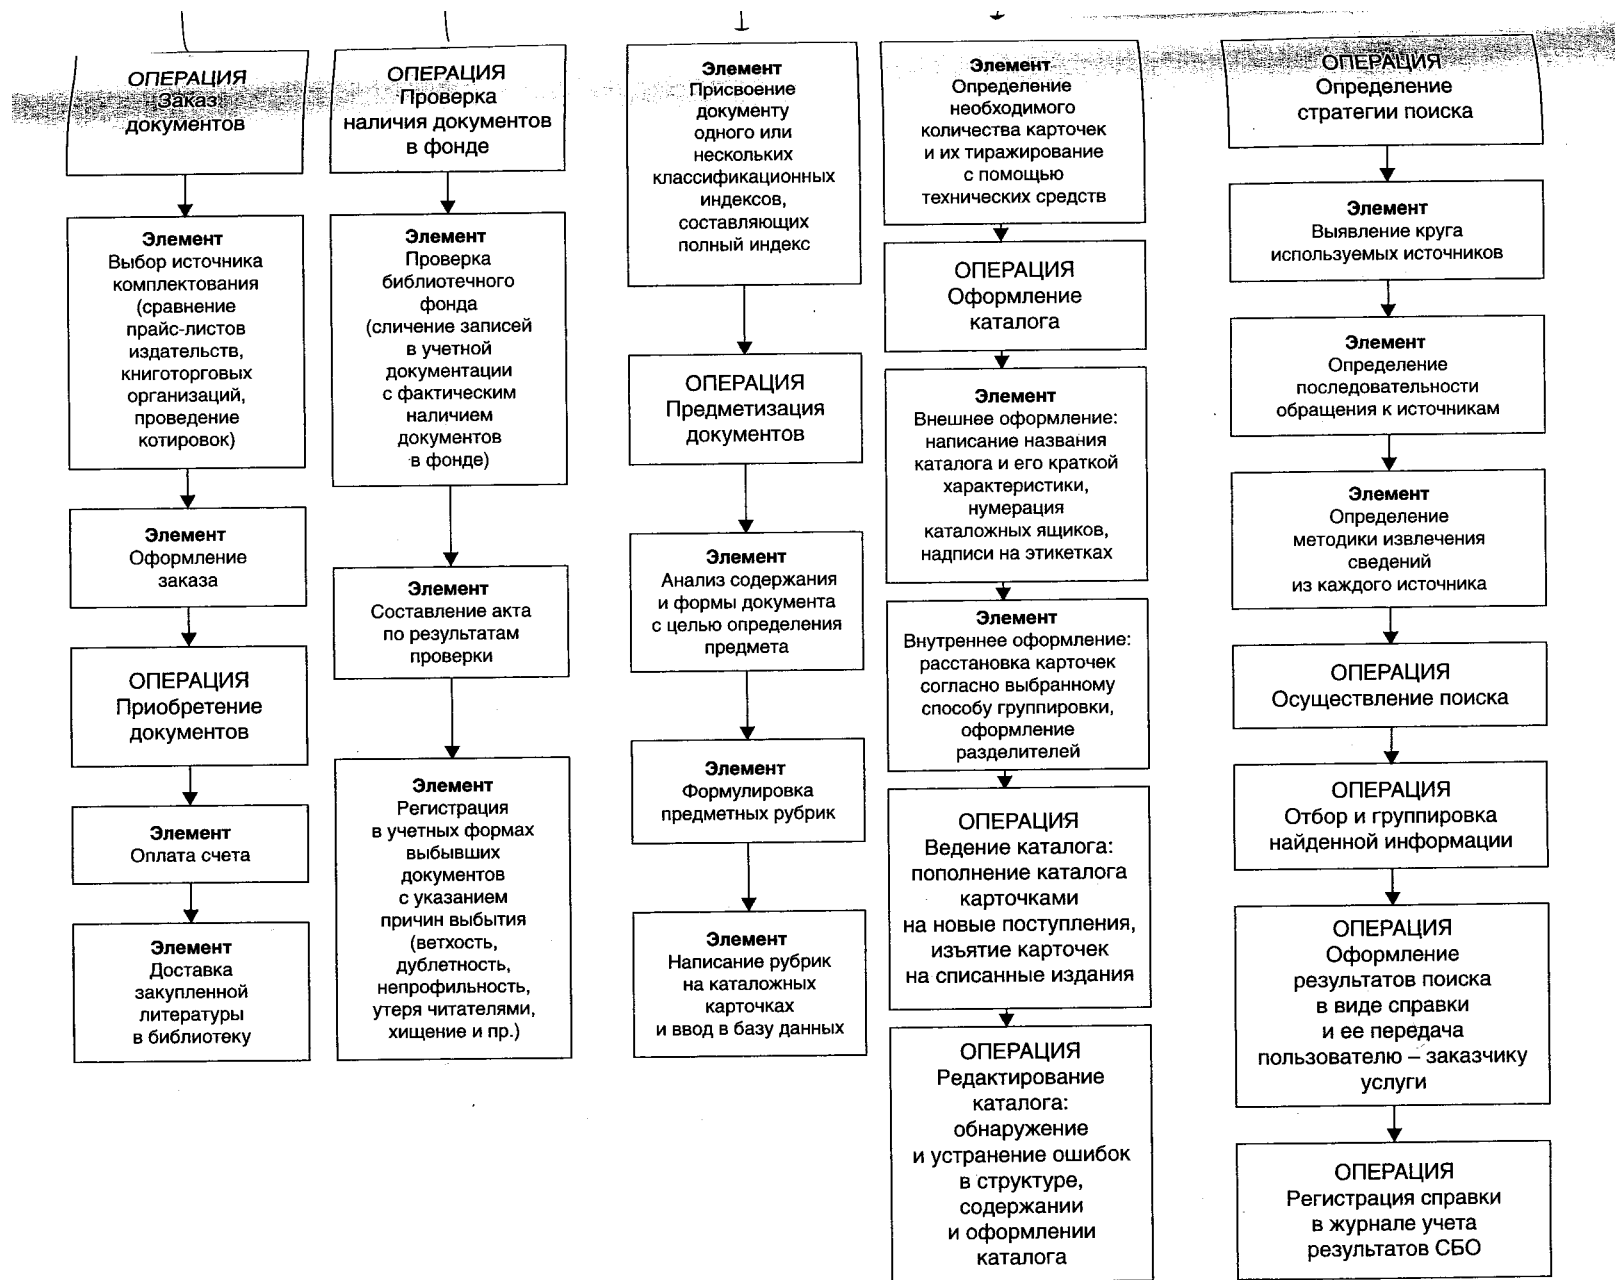 ОПЕРАЦИЯ
Заказ
документов
Элемент
Выбор источника
комплектования
(сравнение
прайс-листов
издательств,
книготорговых
организаций,
проведение
котировок)
Элемент
Оформление
заказа
ОПЕРАЦИЯ
Приобретение
документов
Элемент
Оплата счета
Элемент
Доставка
закупленной
литературы
в библиотеку
ОПЕРАЦИЯ
Проверка
наличия документов
в фонде
Элемент
Проверка
библиотечного
фонда
(сличение записей
в учетной
документации
с фактическим
наличием
документов
в фонде)
Элемент
Составление акта
по результатам
проверки
Элемент
Регистрация
в учетных формах
выбывших
документов
с указанием
причин выбытия
(ветхость,
дублетность,
непрофильность,
утеря читателями,
хищение и пр.)
Элемент
Присвоение
документу
одного или
нескольких
классификационных
индексов,
составляющих
полный индекс
ОПЕРАЦИЯ
Предметизация
документов
Элемент
Анализ содержания
и формы документа
с целью определения
предмета
Элемент
Формулировка
предметных рубрик
Элемент
Написание рубрик
на каталожных
карточках
и ввод в базу данных
Элемент
Определение
необходимого
количества карточек
и их тиражирование
с помощью
технических средств
ОПЕРАЦИЯ
Оформление
каталога
Элемент
Внешнее оформление:
написание названия
каталога и его краткой
характеристики,
нумерация
каталожных ящиков,
надписи на этикетках
Элемент
Внутреннее оформление:
расстановка карточек
согласно выбранному
способу группировки,
оформление
разделителей
ОПЕРАЦИЯ
Ведение каталога:
пополнение каталога
карточками
на новые поступления,
изъятие карточек
на списанные издания
ОПЕРАЦИЯ
Редактирование
каталога:
обнаружение
и устранение ошибок
в структуре,
содержании
и оформлении
каталога
ОПЕРАЦИЯ
Определение
стратегии поиска
Элемент
Выявление круга
используемых источников
Элемент
Определение
последовательности
обращения к источникам
Элемент
Определение
методики извлечения
сведений
из каждого источника
ОПЕРАЦИЯ
Осуществление поиска
ОПЕРАЦИЯ
Отбор и группировка
найденной информации
ОПЕРАЦИЯ
Оформление
результатов поиска
в виде справки
и ее передача
пользователю – заказчику
услуги
ОПЕРАЦИЯ
Регистрация справки
в журнале учета
результатов СБО